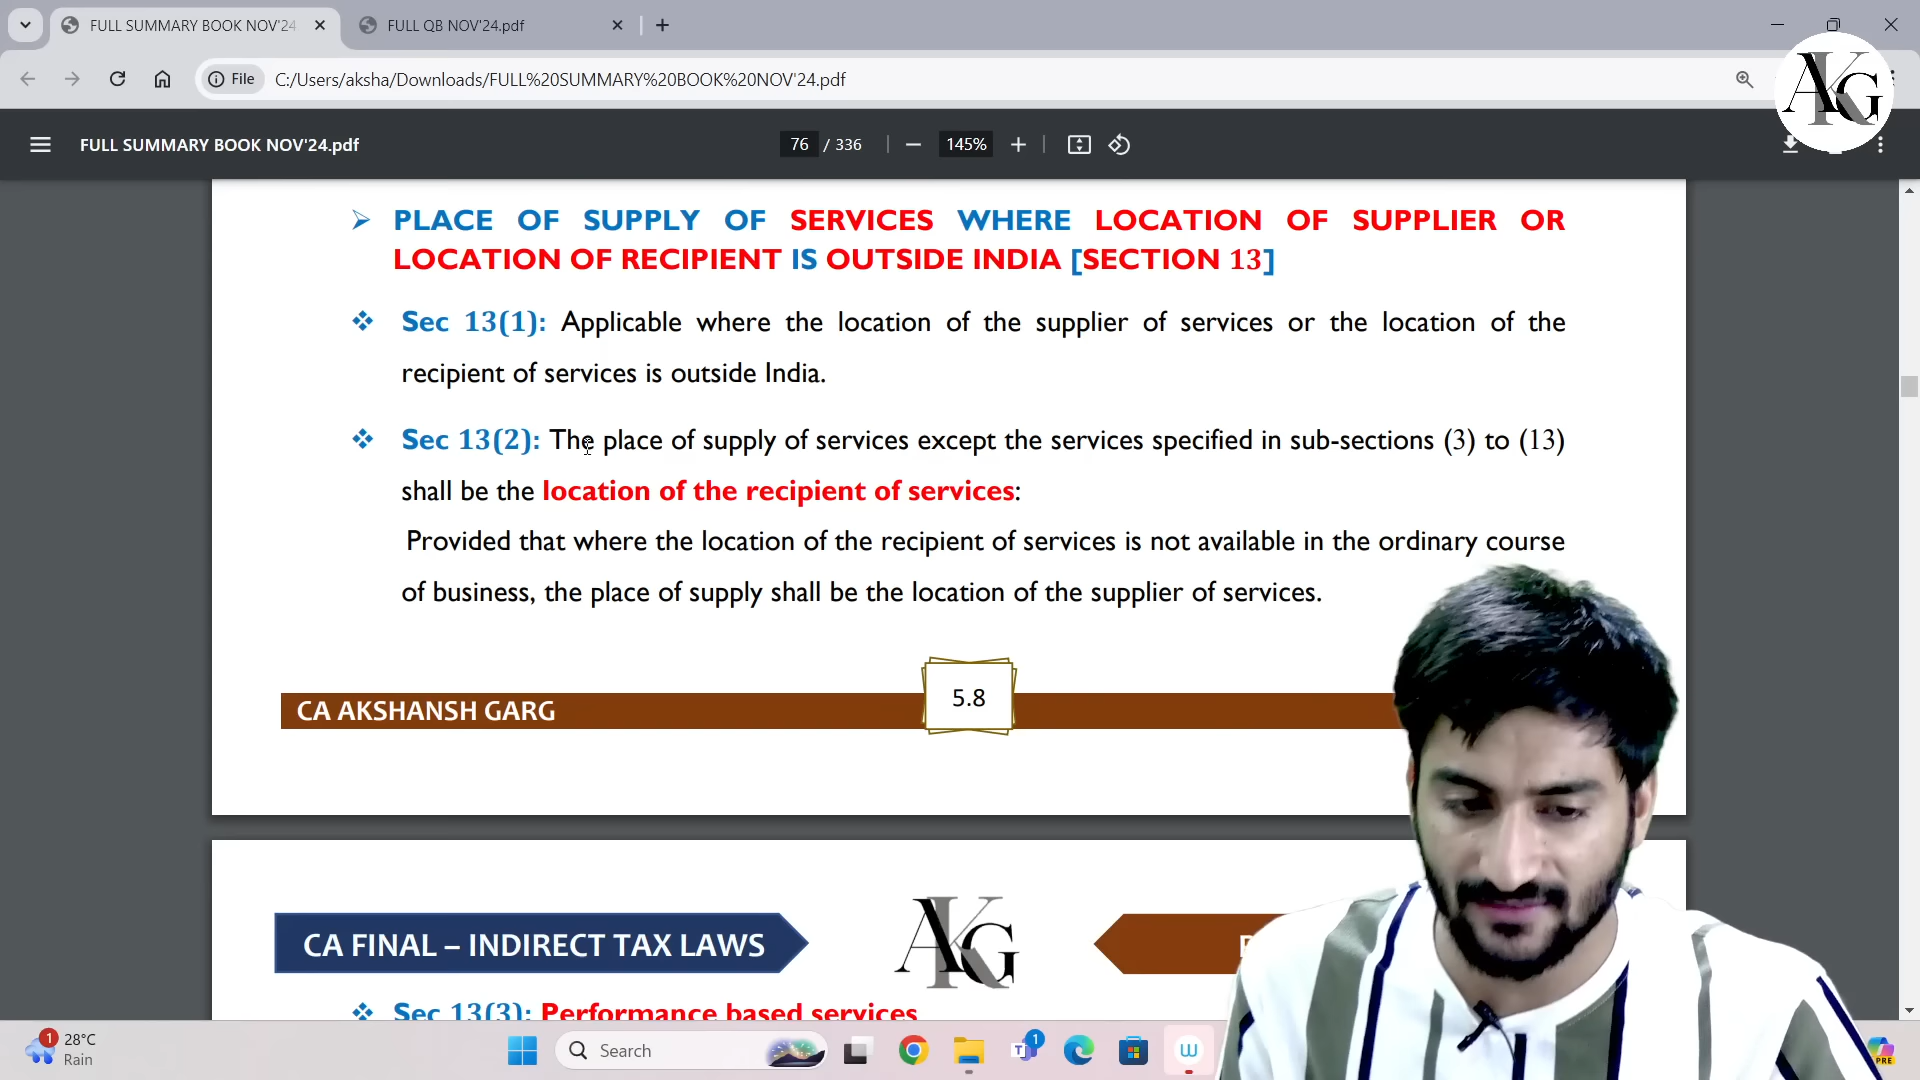 FULL SUMMARY BOOK NOV'24
FULL QB NOV'24.pdf
File
C:/Users/aksha/Downloads/FULL%20SUMMARY%20BOOK%20NOV'24.pdf
AKG
FULL SUMMARY BOOK NOV'24.pdf
76 / 336
145%
PLACE OF SUPPLY OF SERVICES WHERE LOCATION OF SUPPLIER OR
LOCATION OF RECIPIENT IS OUTSIDE INDIA [SECTION 13]
Sec 13(1): Applicable where the location of the supplier of services or the location of the
recipient of services is outside India.
Sec 13(2): The place of supply of services except the services specified in sub-sections (3) to (13)
shall be the location of the recipient of services:
Provided that where the location of the recipient of services is not available in the ordinary course
of business, the place of supply shall be the location of the supplier of services.
CA AKSHANSH GARG
5.8
CA FINAL – INDIRECT TAX LAWS
AKG
Sec 13(3): Performance based services
1
28°C
Rain
Search
1
PRE